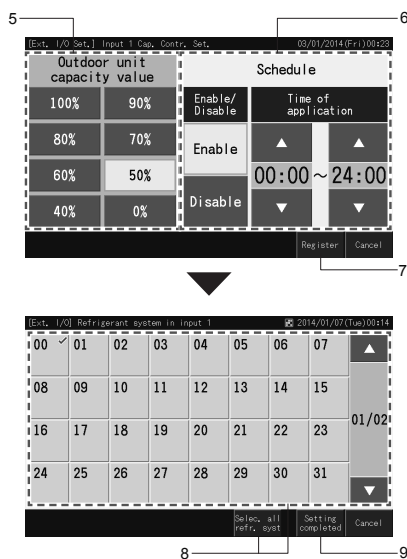 5
6
[Ext. I/O Set.] Input 1 Cap. Contr. Set. 03/01/2014(Fri)00:23
Outdoor unit
capacity value
Schedule
100% 90%
Enable/
Disable
Time of
application
80% 70%
Enable
60% 50%
00:00~24:00
40% 0%
Disable
Register Cancel
7
[Ext. I/O] Refrigerant system in input 1 2014/01/07(Tue)00:14
00 01 02 03 04 05 06 07
08 09 10 11 12 13 14 15
01/02
16 17 18 19 20 21 22 23
24 25 26 27 28 29 30 31
Selec. all
refr. syst
Setting
completed
Cancel
8
9